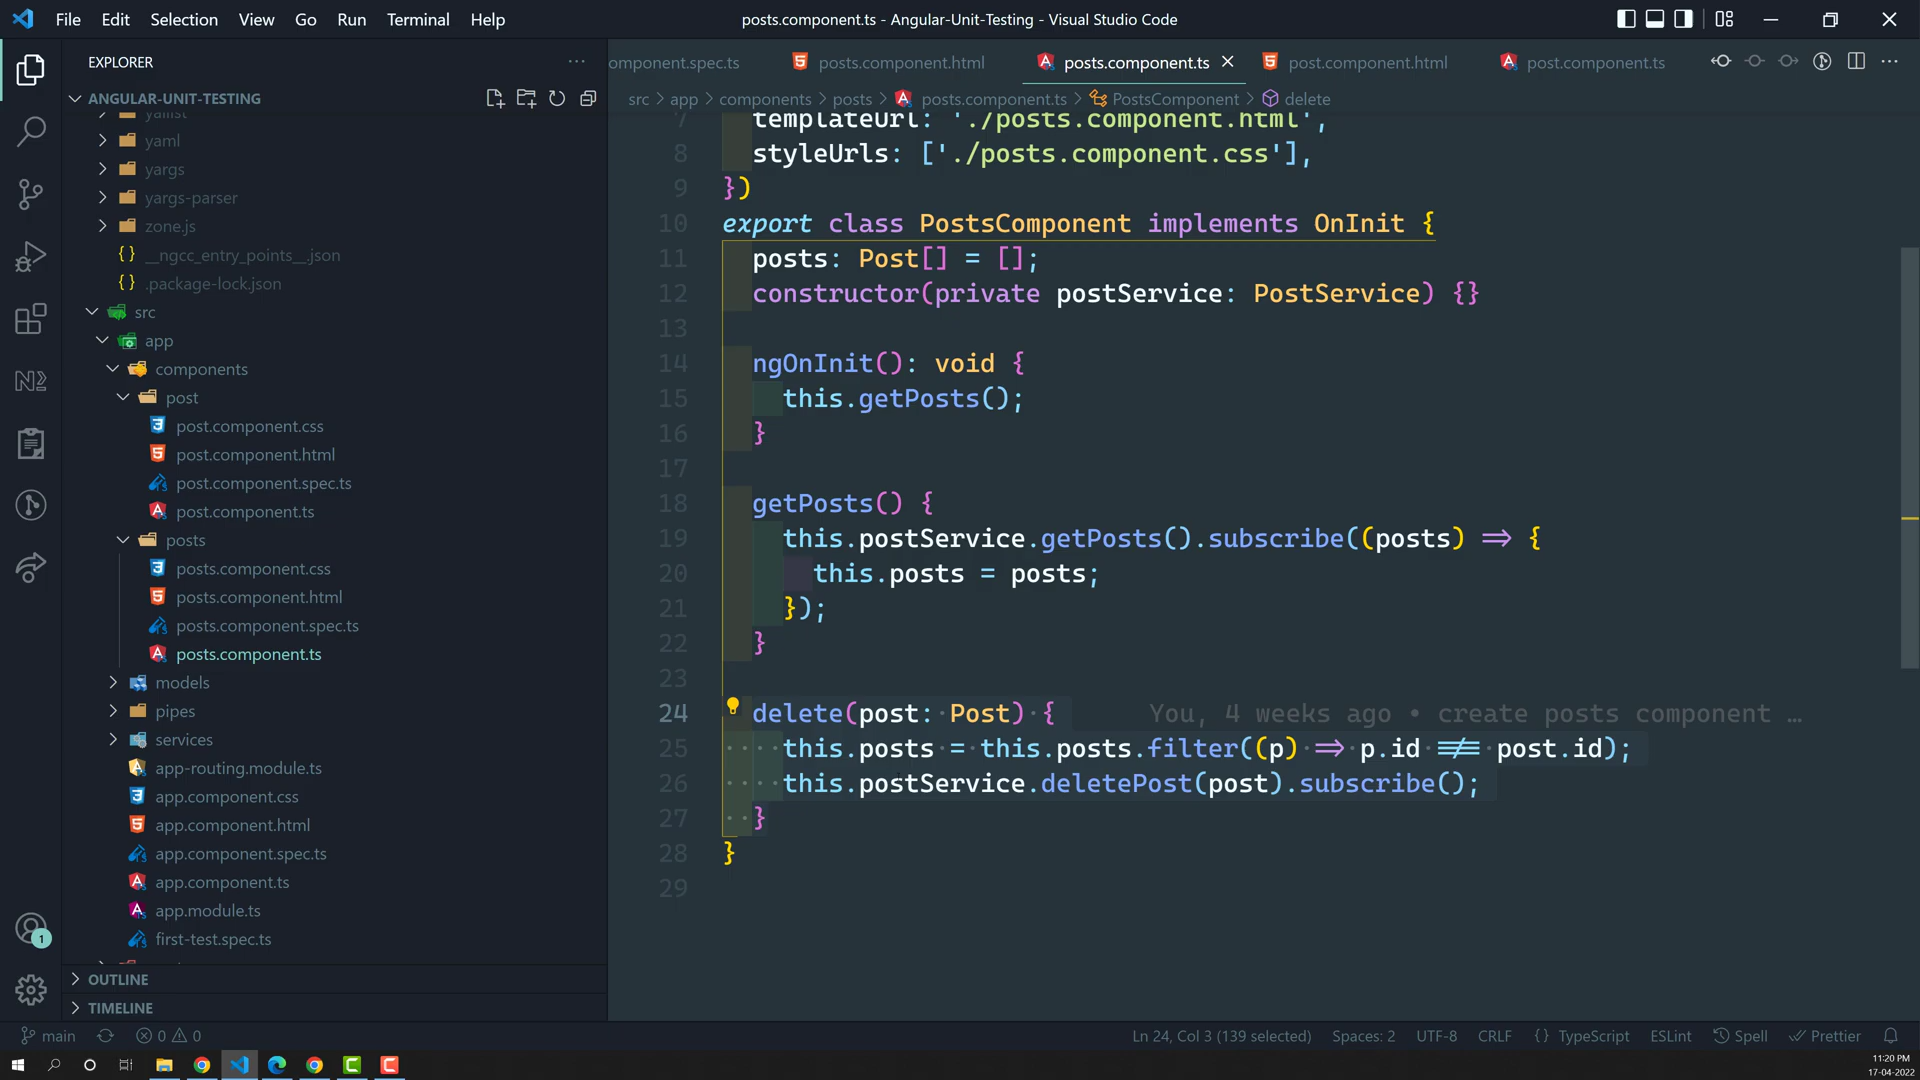 File Edit Selection View Go Run Terminal Help
posts.component.ts - Angular-Unit-Testing - Visual Studio Code
EXPLORER
omponent.spec.ts posts.component.html posts.component.ts post.component.html post.component.ts
ANGULAR-UNIT-TESTING
src > app > components > posts > posts.component.ts > PostsComponent > delete
yallist
yaml
yargs
yargs-parser
zone.js
__ngcc_entry_points__.json
.package-lock.json
src
app
components
post
post.component.css
post.component.html
post.component.spec.ts
post.component.ts
posts
posts.component.css
posts.component.html
posts.component.spec.ts
posts.component.ts
models
pipes
services
app-routing.module.ts
app.component.css
app.component.html
app.component.spec.ts
app.component.ts
app.module.ts
first-test.spec.ts
OUTLINE
TIMELINE
7 templateUrl: './posts.component.html',
8 styleUrls: ['./posts.component.css'],
9 })
10 export class PostsComponent implements OnInit {
11 posts: Post[] = [];
12 constructor(private postService: PostService) {}
13
14 ngOnInit(): void {
15 this.getPosts();
16 }
17
18 getPosts() {
19 this.postService.getPosts().subscribe((posts) => {
20 this.posts = posts;
21 });
22 }
23
24 delete(post: Post) { You, 4 weeks ago • create posts component …
25 this.posts = this.posts.filter((p) => p.id !== post.id);
26 this.postService.deletePost(post).subscribe();
27 }
28 }
29
1
main 0 0 Ln 24, Col 3 (139 selected) Spaces: 2 UTF-8 CRLF {} TypeScript ESLint Spell Prettier
11:20 PM
17-04-2022